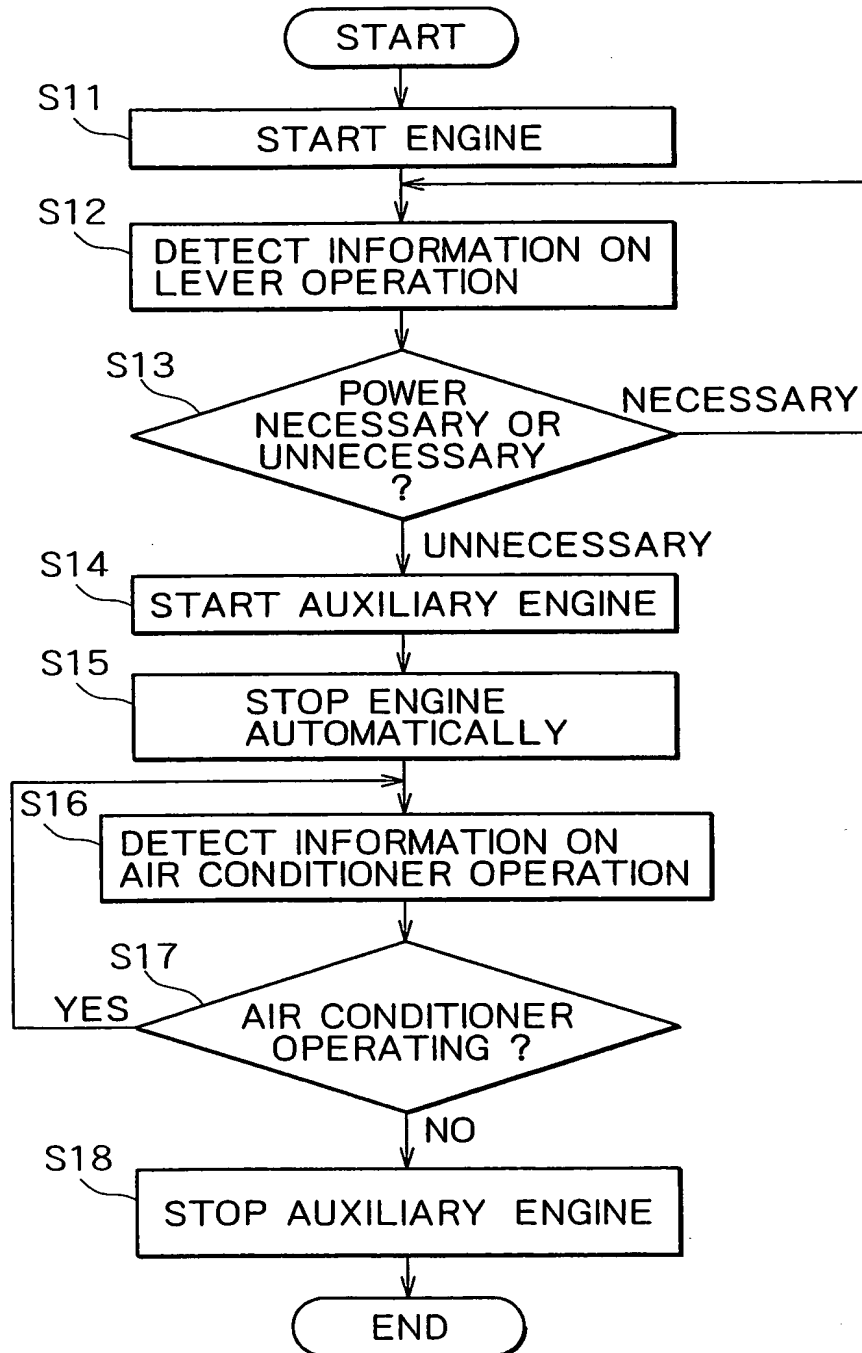 START
S11
START ENGINE
S12
DETECT INFORMATION ON
LEVER OPERATION
S13
POWER
NECESSARY OR
UNNECESSARY
?
NECESSARY
UNNECESSARY
S14
START AUXILIARY ENGINE
S15
STOP ENGINE
AUTOMATICALLY
S16
DETECT INFORMATION ON
AIR CONDITIONER OPERATION
S17
YES
AIR CONDITIONER
OPERATING ?
NO
S18
STOP AUXILIARY ENGINE
END